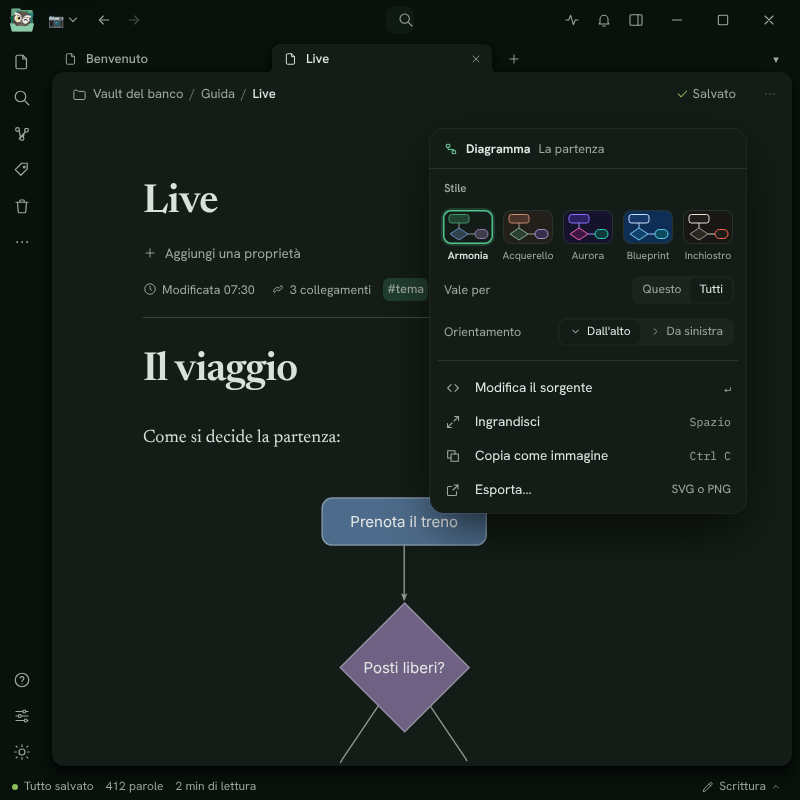 Benvenuto
Live
Vault del banco / Guida / Live
Salvato
Live
Aggiungi una proprietà
Modificata 07:30
3 collegamenti
#tema
Il viaggio
Come si decide la partenza:
Prenota il treno
Posti liberi?
Diagramma La partenza
Stile
Armonia
Acquerello
Aurora
Blueprint
Inchiostro
Vale per
Questo
Tutti
Orientamento
Dall'alto
Da sinistra
Modifica il sorgente ↵
Ingrandisci Spazio
Copia come immagine Ctrl C
Esporta... SVG o PNG
Tutto salvato
412 parole
2 min di lettura
Scrittura